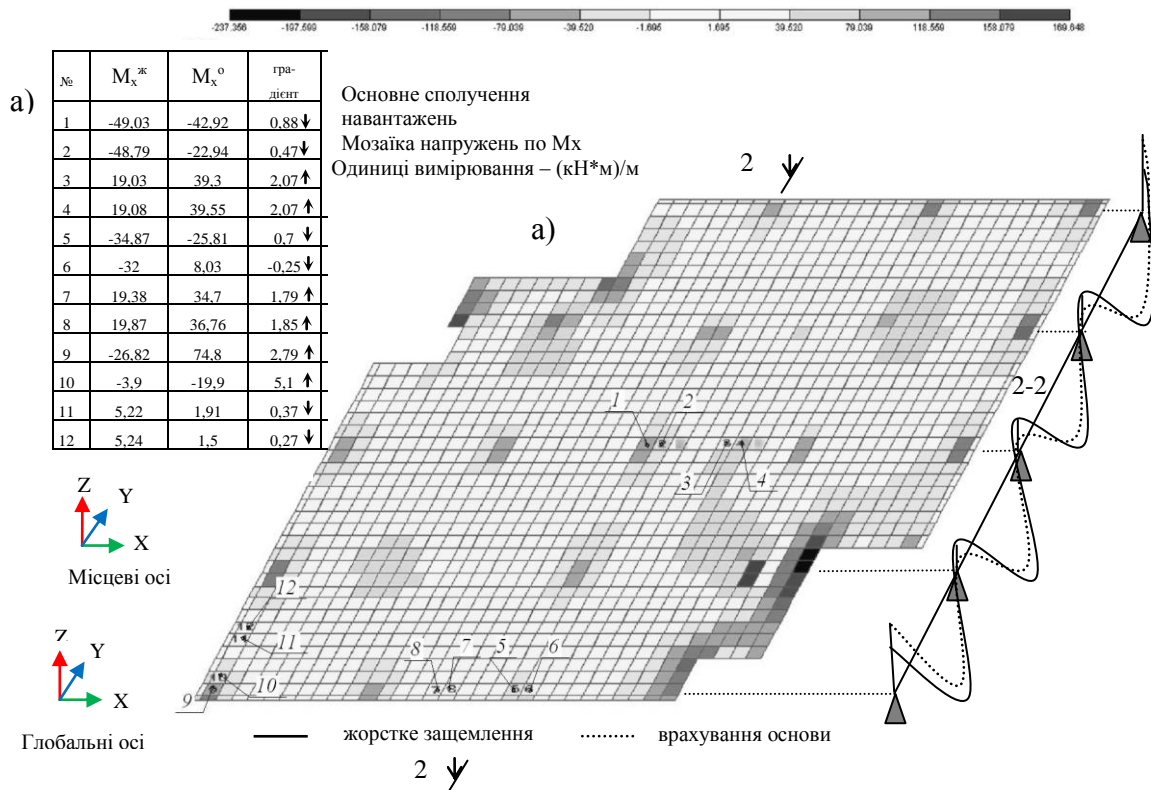 -237.356 -197.599 -158.079 -118.559 -79.039 -39.520 -1.695 1.695 39.520 79.039 118.559 158.079 169.648
а)
№ Mₓᶲ Mₓᵒ гра-дієнт
1 -49,03 -42,92 0,88↓
2 -48,79 -22,94 0,47↓
3 19,03 39,3 2,07↑
4 19,08 39,55 2,07↑
5 -34,87 -25,81 0,7↓
6 -32 8,03 -0,25↓
7 19,38 34,7 1,79↑
8 19,87 36,76 1,85↑
9 -26,82 74,8 2,79↑
10 -3,9 -19,9 5,1↑
11 5,22 1,91 0,37↓
12 5,24 1,5 0,27↓
Основне сполучення
навантажень
Мозаїка напружень по Mx
Одиниці вимірювання – (кН*м)/м
2
а)
2-2
1 2
3 4
12
11
8 7 5 6
10
9
Z Y
X
Місцеві осі
Z Y
X
Глобальні осі
жорстке защемлення врахування основи
2